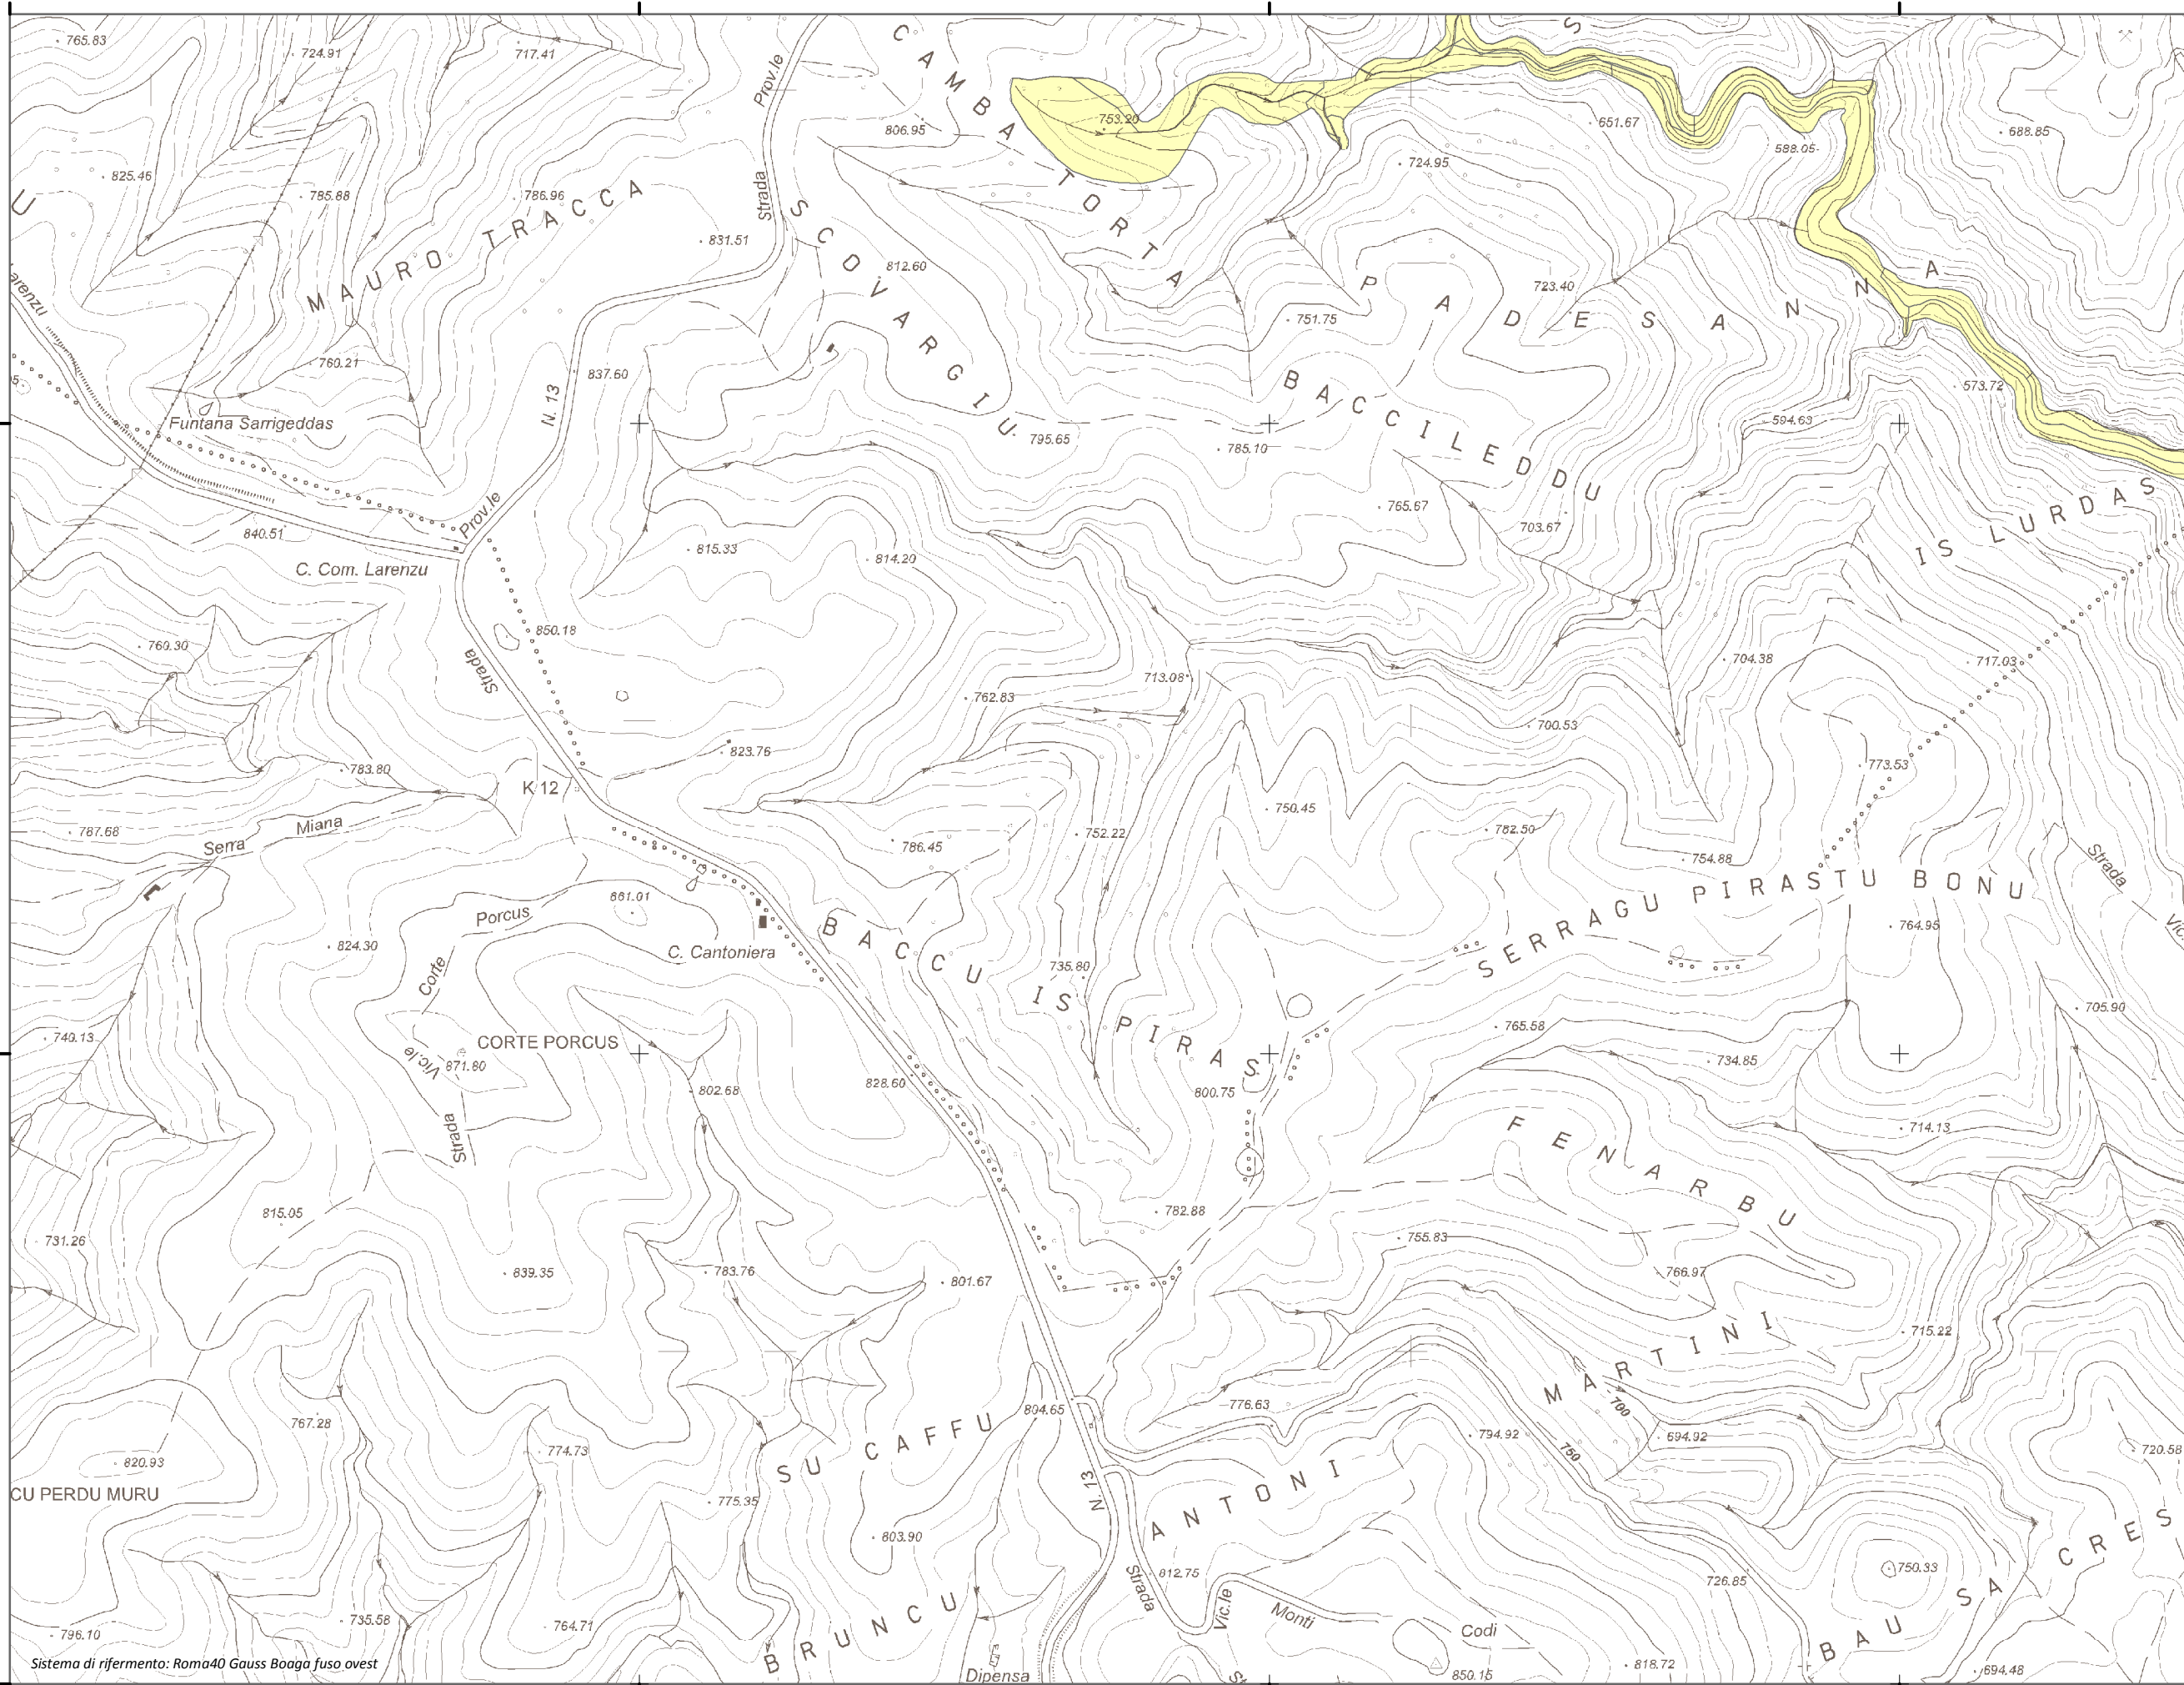 765.83
724.91
717.41
Prov.le
CAMBA TORTA
S
806.95
753.20
651.67
688.85
588.05
724.95
825.46
785.88
786.96
Strada
U
MAURO TRACCA
831.51
SCOVARGIU
812.60
723.40
PADESANNA
751.75
arenzu
760.21
837.60
N. 13
BACCILEDDU
573.72
594.63
5
Funtana Sarrigeddas
795.65
785.10
765.67
703.67
IS LURDAS
Prov.le
840.51
C. Com. Larenzu
815.33
814.20
850.18
760.30
Strada
713.08
704.38
717.03
762.83
700.53
823.76
783.80
K 12
773.53
750.45
787.68
Serra Miana
786.45
752.22
782.50
754.88
Strada
Vic
SERRAGU PIRASTU BONU
861.01
Corte Porcus
824.30
C. Cantoniera
BACCU IS PIRAS
735.80
764.95
705.90
740.13
CORTE PORCUS
Vic.le
871.80
Strada
802.68
828.60
800.75
765.58
734.85
FENARBU
714.13
815.05
782.88
731.26
755.83
839.35
783.76
801.67
766.97
715.22
MARTINI
767.28
804.65
776.63
700
794.92
694.92
750
720.58
820.93
774.73
SU CAFFU
CU PERDU MURU
775.35
N. 13
ANTONI
803.90
812.75
750.33
726.85
BAU SA CRES
Strada
Vic.le
Monti
Codi
796.10
735.58
764.71
BRUNCU
Dipensa
St
850.15
818.72
694.48
Sistema di rifermento: Roma40 Gauss Boaga fuso ovest